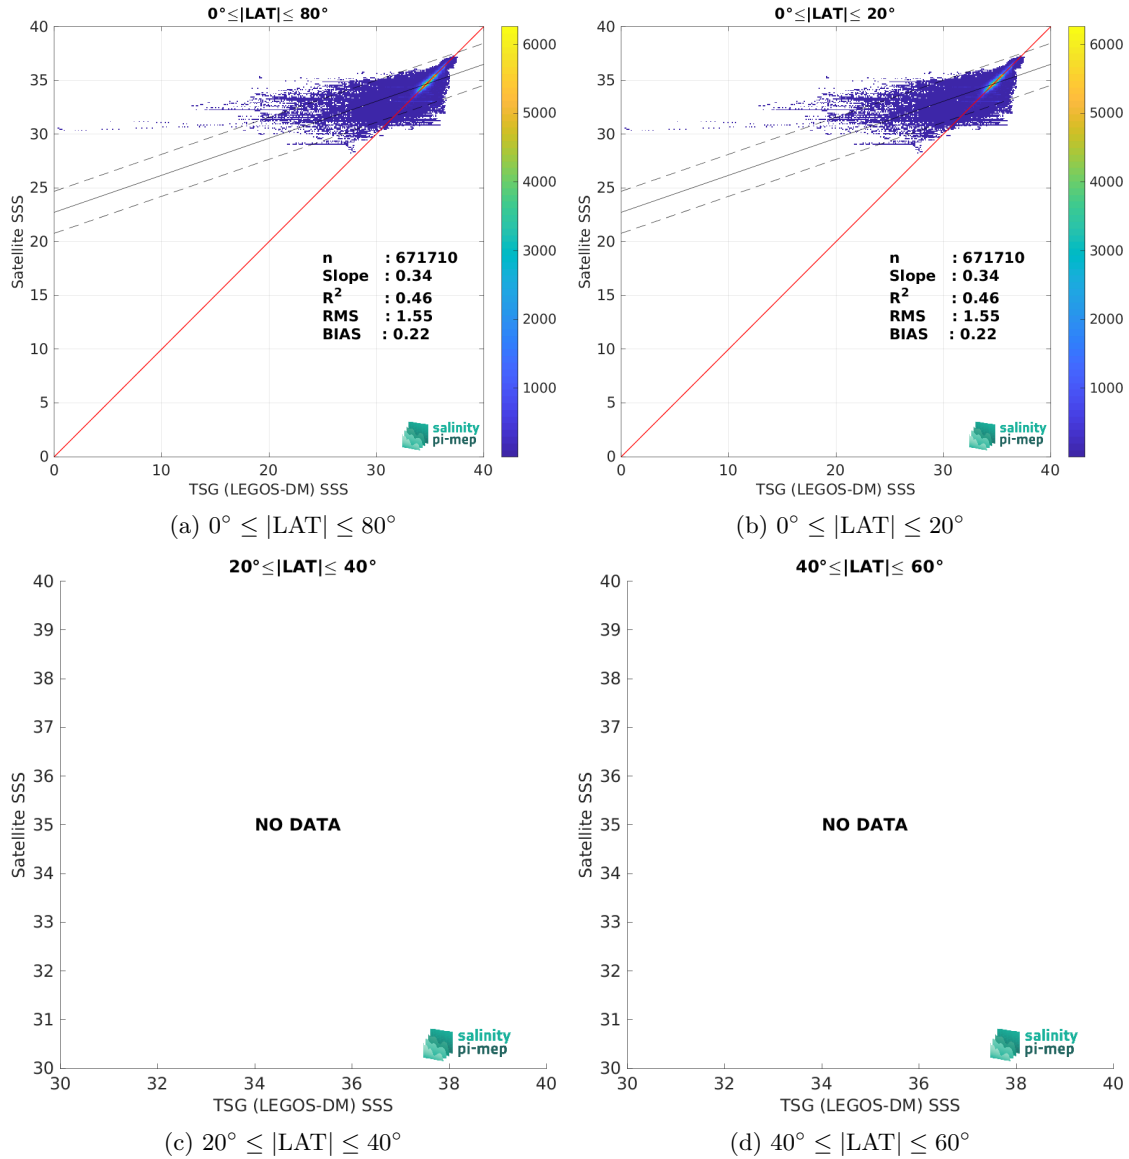 0°≤|LAT|≤ 80°
40
35
30
25
20
15
10
5
0
Satellite SSS
0
10
20
30
40
TSG (LEGOS-DM) SSS
n : 671710
Slope : 0.34
R² : 0.46
RMS : 1.55
BIAS : 0.22
salinity
pi-mep
6000
5000
4000
3000
2000
1000
(a) 0° ≤ |LAT| ≤ 80°
0°≤|LAT|≤ 20°
40
35
30
25
20
15
10
5
0
Satellite SSS
0
10
20
30
40
TSG (LEGOS-DM) SSS
n : 671710
Slope : 0.34
R² : 0.46
RMS : 1.55
BIAS : 0.22
salinity
pi-mep
6000
5000
4000
3000
2000
1000
(b) 0° ≤ |LAT| ≤ 20°
20°≤|LAT|≤ 40°
40
39
38
37
36
35
34
33
32
31
30
Satellite SSS
NO DATA
salinity
pi-mep
30
32
34
36
38
40
TSG (LEGOS-DM) SSS
(c) 20° ≤ |LAT| ≤ 40°
40°≤|LAT|≤ 60°
40
39
38
37
36
35
34
33
32
31
30
Satellite SSS
NO DATA
salinity
pi-mep
30
32
34
36
38
40
TSG (LEGOS-DM) SSS
(d) 40° ≤ |LAT| ≤ 60°